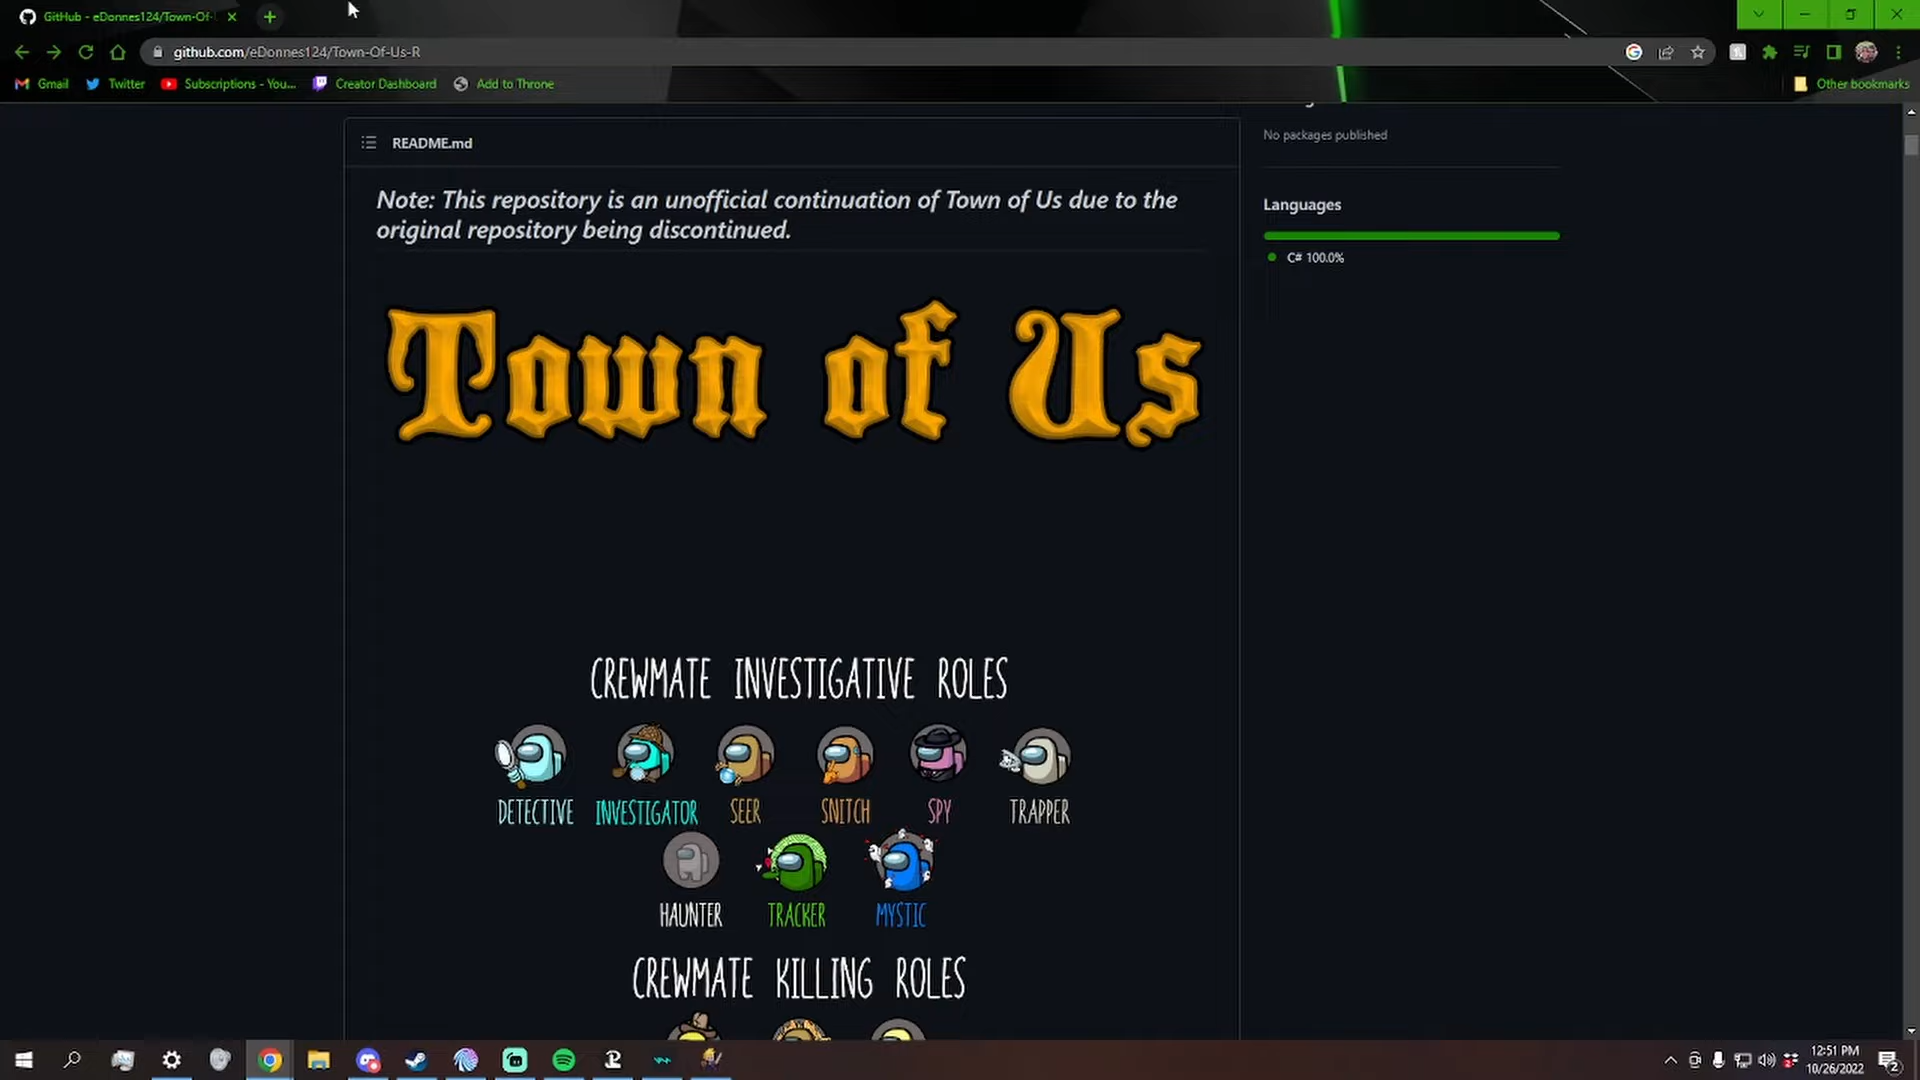 GitHub - eDonnes124/Town-Of-
github.com/eDonnes124/Town-Of-Us-R
Gmail
Twitter
Subscriptions - You...
Creator Dashboard
Add to Throne
Other bookmarks
README.md
No packages published
Note: This repository is an unofficial continuation of Town of Us due to the
original repository being discontinued.
Languages
C# 100.0%
Town of Us
CREWMATE INVESTIGATIVE ROLES
DETECTIVE INVESTIGATOR SEER SNITCH SPY TRAPPER
HAUNTER TRACKER MYSTIC
CREWMATE KILLING ROLES
12:51 PM
10/26/2022
2